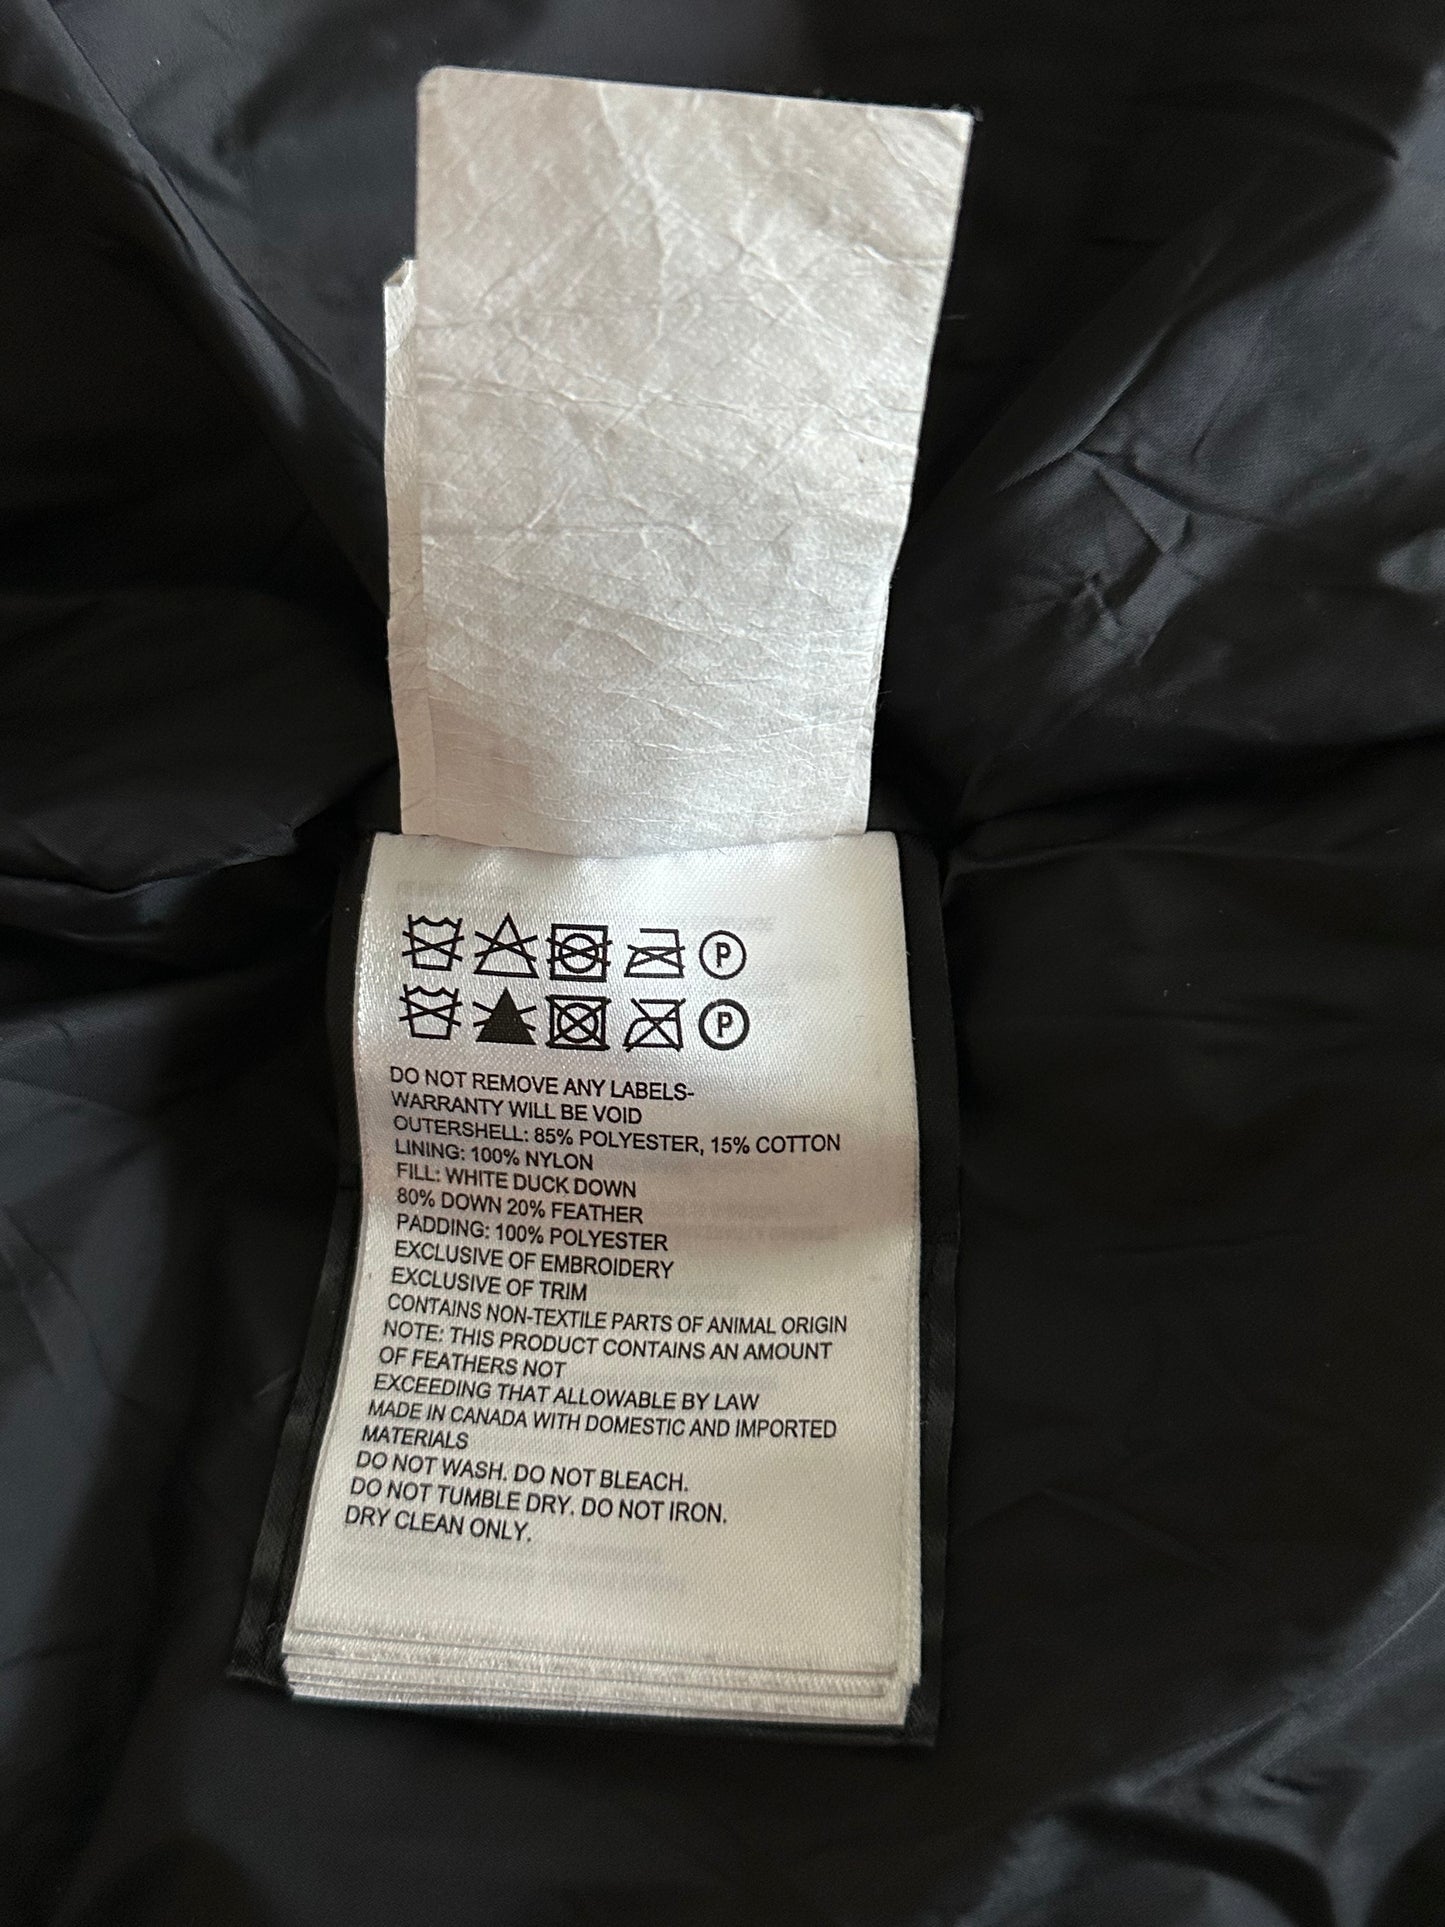 P
P
DO NOT REMOVE ANY LABELS-
WARRANTY WILL BE VOID
OUTERSHELL: 85% POLYESTER, 15% COTTON
LINING: 100% NYLON
FILL: WHITE DUCK DOWN
80% DOWN 20% FEATHER
PADDING: 100% POLYESTER
EXCLUSIVE OF EMBROIDERY
EXCLUSIVE OF TRIM
CONTAINS NON-TEXTILE PARTS OF ANIMAL ORIGIN
NOTE: THIS PRODUCT CONTAINS AN AMOUNT
OF FEATHERS NOT
EXCEEDING THAT ALLOWABLE BY LAW
MADE IN CANADA WITH DOMESTIC AND IMPORTED
MATERIALS
DO NOT WASH. DO NOT BLEACH.
DO NOT TUMBLE DRY. DO NOT IRON.
DRY CLEAN ONLY.